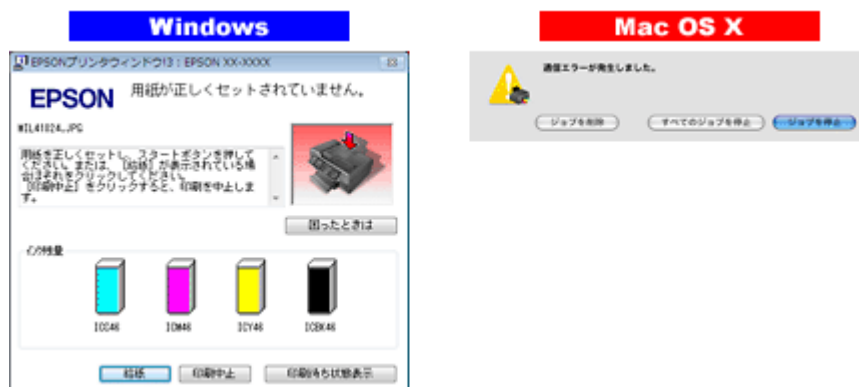 Windows
Mac OS X
EPSONプリンタウィンドウ!3 : EPSON XX-XXXX
EPSON
用紙が正しくセットされていません。
MIL41024.JPG
用紙を正しくセットし、スタートボタンを押して
ください。または、[給紙] が表示されている場
合はそれをクリックしてください。
[印刷中止] をクリックすると、印刷を中止しま
す。
困ったときは
インク残量
ICC46
ICM46
ICY46
ICBK46
給紙
印刷中止
印刷待ち状態表示
通信エラーが発生しました。
ジョブを削除
すべてのジョブを停止
ジョブを停止